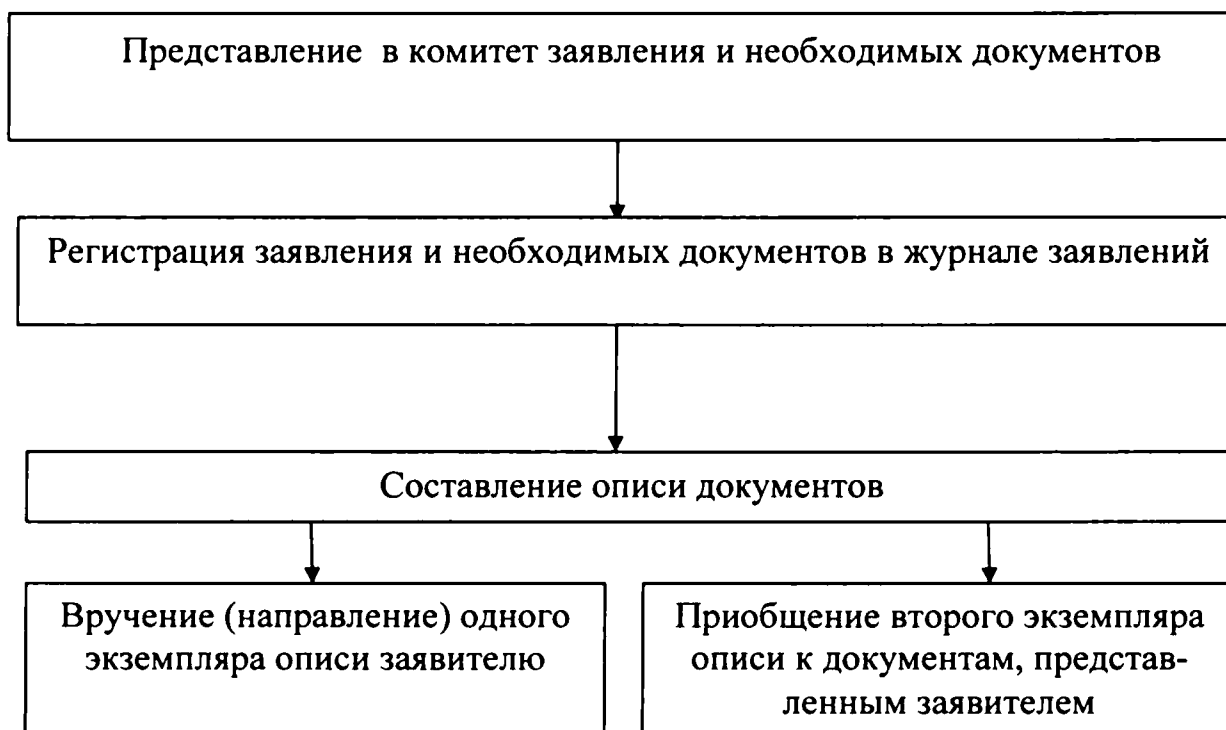 Представление в комитет заявления и необходимых документов
Регистрация заявления и необходимых документов в журнале заявлений
Составление описи документов
Вручение (направление) одного
экземпляра описи заявителю
Приобщение второго экземпляра
описи к документам, представ-
ленным заявителем